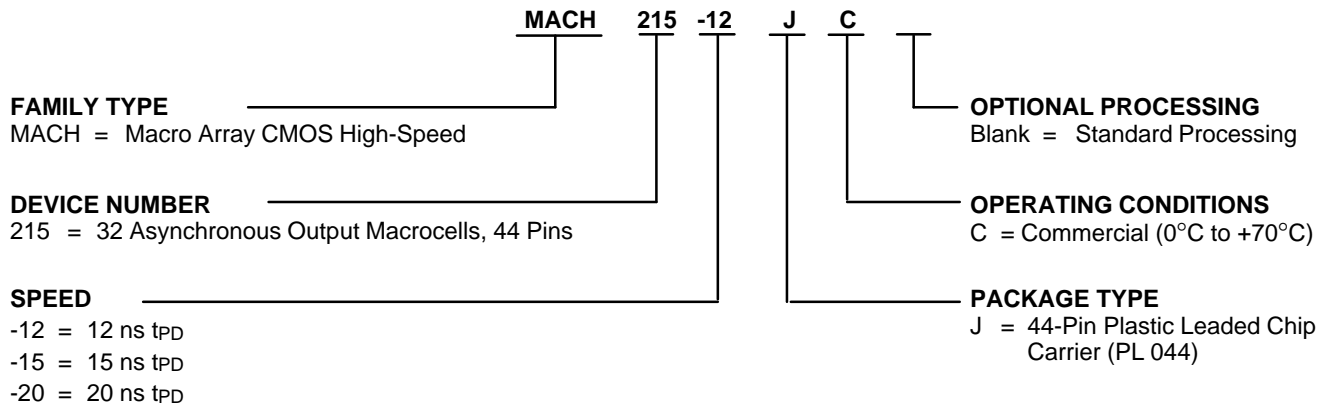 MACH 215 -12 J C
FAMILY TYPE
MACH = Macro Array CMOS High-Speed
DEVICE NUMBER
215 = 32 Asynchronous Output Macrocells, 44 Pins
SPEED
-12 = 12 ns tPD
-15 = 15 ns tPD
-20 = 20 ns tPD
OPTIONAL PROCESSING
Blank = Standard Processing
OPERATING CONDITIONS
C = Commercial (0°C to +70°C)
PACKAGE TYPE
J = 44-Pin Plastic Leaded Chip
Carrier (PL 044)